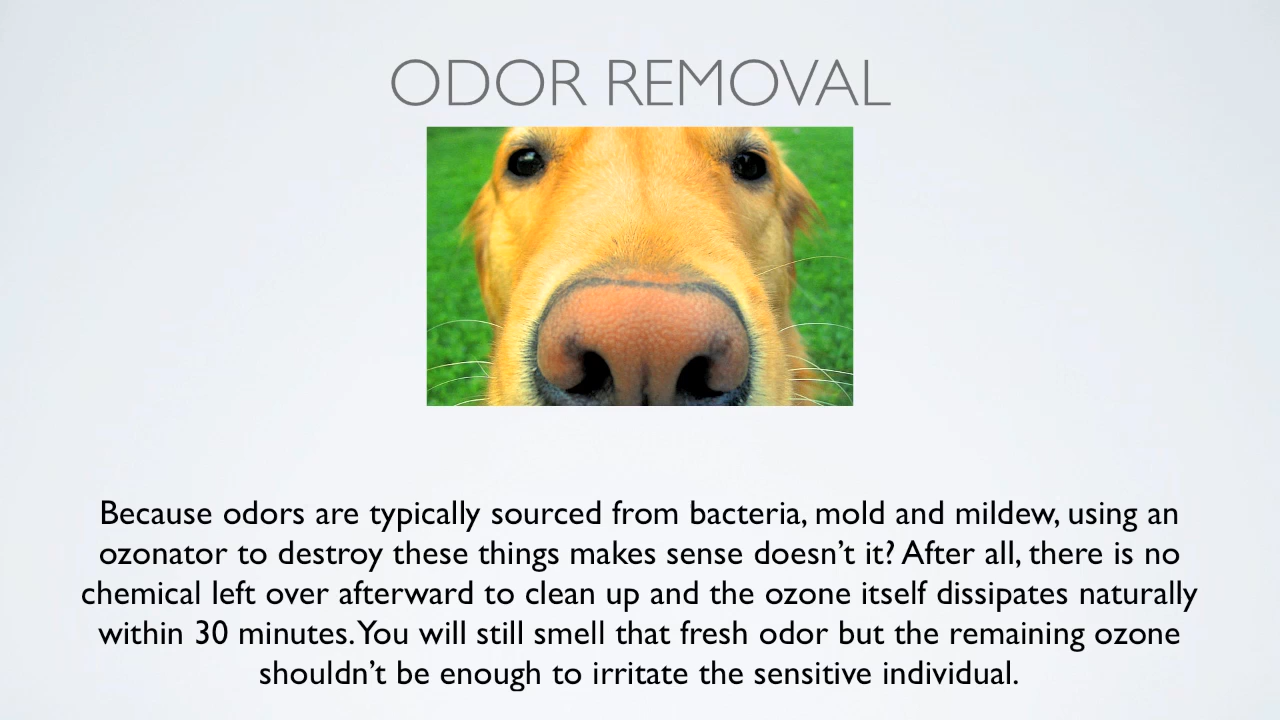 ODOR REMOVAL
Because odors are typically sourced from bacteria, mold and mildew, using an
ozonator to destroy these things makes sense doesn't it? After all, there is no
chemical left over afterward to clean up and the ozone itself dissipates naturally
within 30 minutes. You will still smell that fresh odor but the remaining ozone
shouldn't be enough to irritate the sensitive individual.